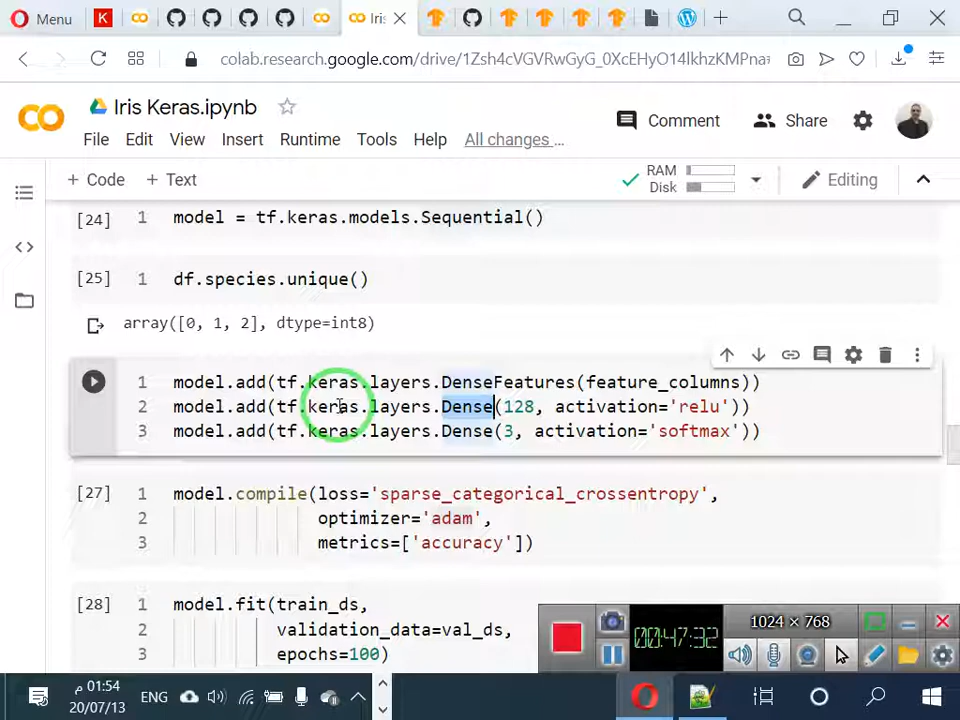 Menu
Iris
colab.research.google.com/drive/1Zsh4cVGVRwGyG_0XcEHyO14lkhzKMPna
Iris Keras.ipynb
Comment
Share
File Edit View Insert Runtime Tools Help All changes …
+ Code + Text
RAM
Disk
Editing
[24] 1 model = tf.keras.models.Sequential()
[25] 1 df.species.unique()
array([0, 1, 2], dtype=int8)
1 model.add(tf.keras.layers.DenseFeatures(feature_columns))
2 model.add(tf.keras.layers.Dense(128, activation='relu'))
3 model.add(tf.keras.layers.Dense(3, activation='softmax'))
[27] 1 model.compile(loss='sparse_categorical_crossentropy',
2 optimizer='adam',
3 metrics=['accuracy'])
[28] 1 model.fit(train_ds,
2 validation_data=val_ds,
3 epochs=100)
1024 × 768
00:47:32
01:54 م
20/07/13
ENG